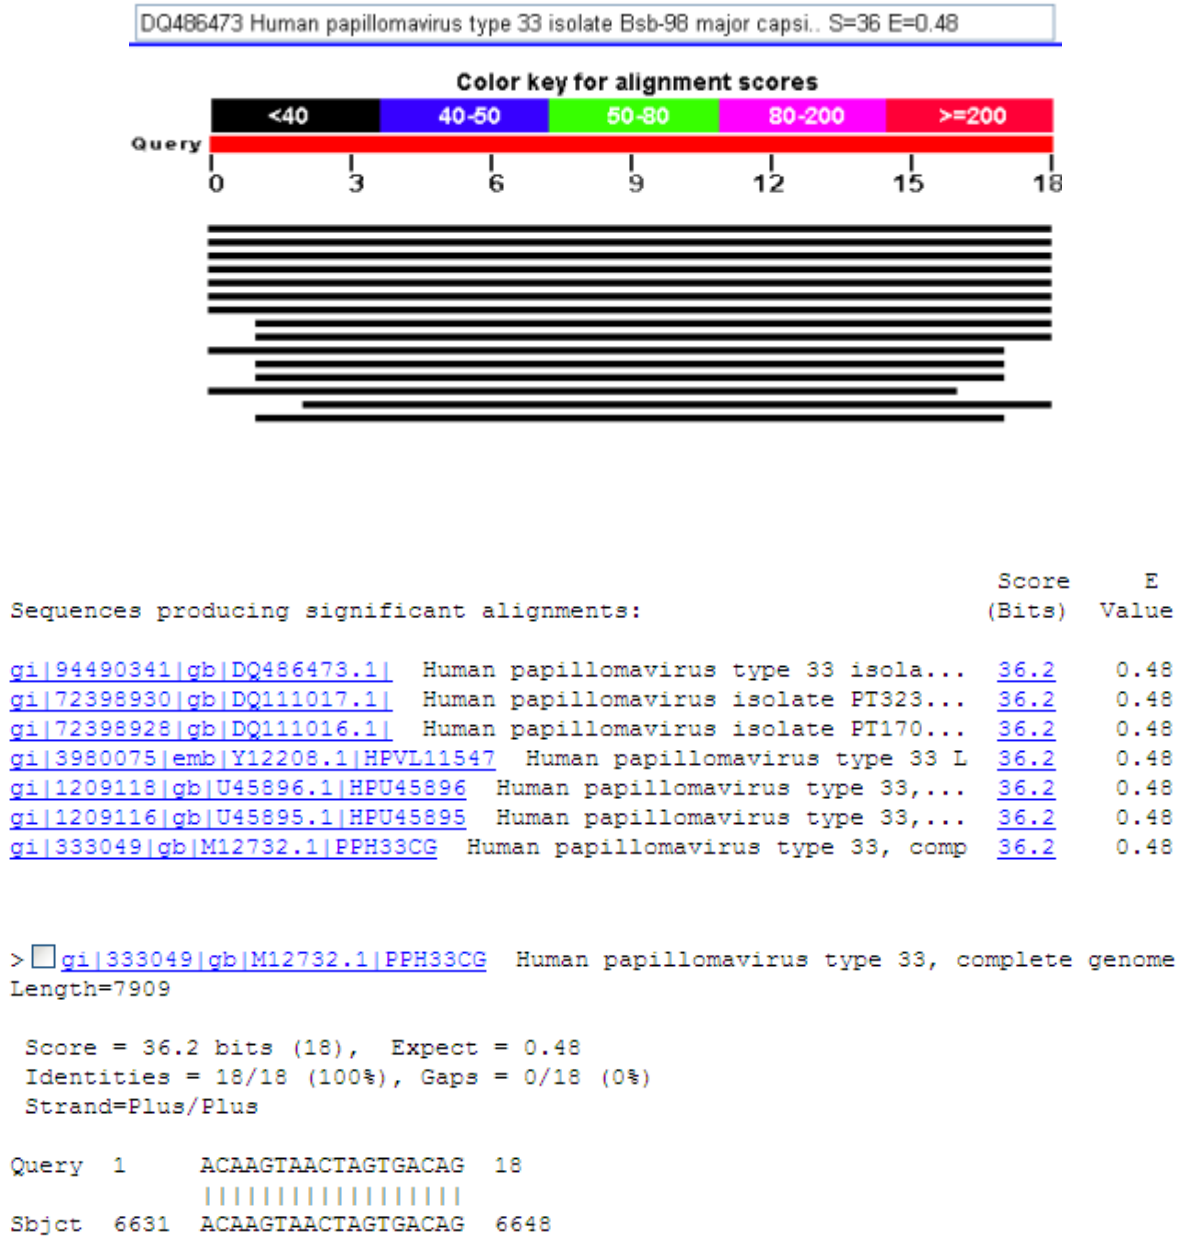 DQ486473 Human papillomavirus type 33 isolate Bsb-98 major capsi.. S=36 E=0.48
Color key for alignment scores
<40 40-50 50-80 80-200 >=200
Query
0 3 6 9 12 15 18
Score E
Sequences producing significant alignments: (Bits) Value
gi|94490341|gb|DQ486473.1| Human papillomavirus type 33 isola... 36.2 0.48
gi|72398930|gb|DQ111017.1| Human papillomavirus isolate PT323... 36.2 0.48
gi|72398928|gb|DQ111016.1| Human papillomavirus isolate PT170... 36.2 0.48
gi|3980075|emb|Y12208.1|HPVL11547 Human papillomavirus type 33 L 36.2 0.48
gi|1209118|gb|U45896.1|HPU45896 Human papillomavirus type 33,... 36.2 0.48
gi|1209116|gb|U45895.1|HPU45895 Human papillomavirus type 33,... 36.2 0.48
gi|333049|gb|M12732.1|PPH33CG Human papillomavirus type 33, comp 36.2 0.48
> gi|333049|gb|M12732.1|PPH33CG Human papillomavirus type 33, complete genome
Length=7909
Score = 36.2 bits (18), Expect = 0.48
Identities = 18/18 (100%), Gaps = 0/18 (0%)
Strand=Plus/Plus
Query 1 ACAAGTAACTAGTGACAG 18
||||||||||||||||||
Sbjct 6631 ACAAGTAACTAGTGACAG 6648